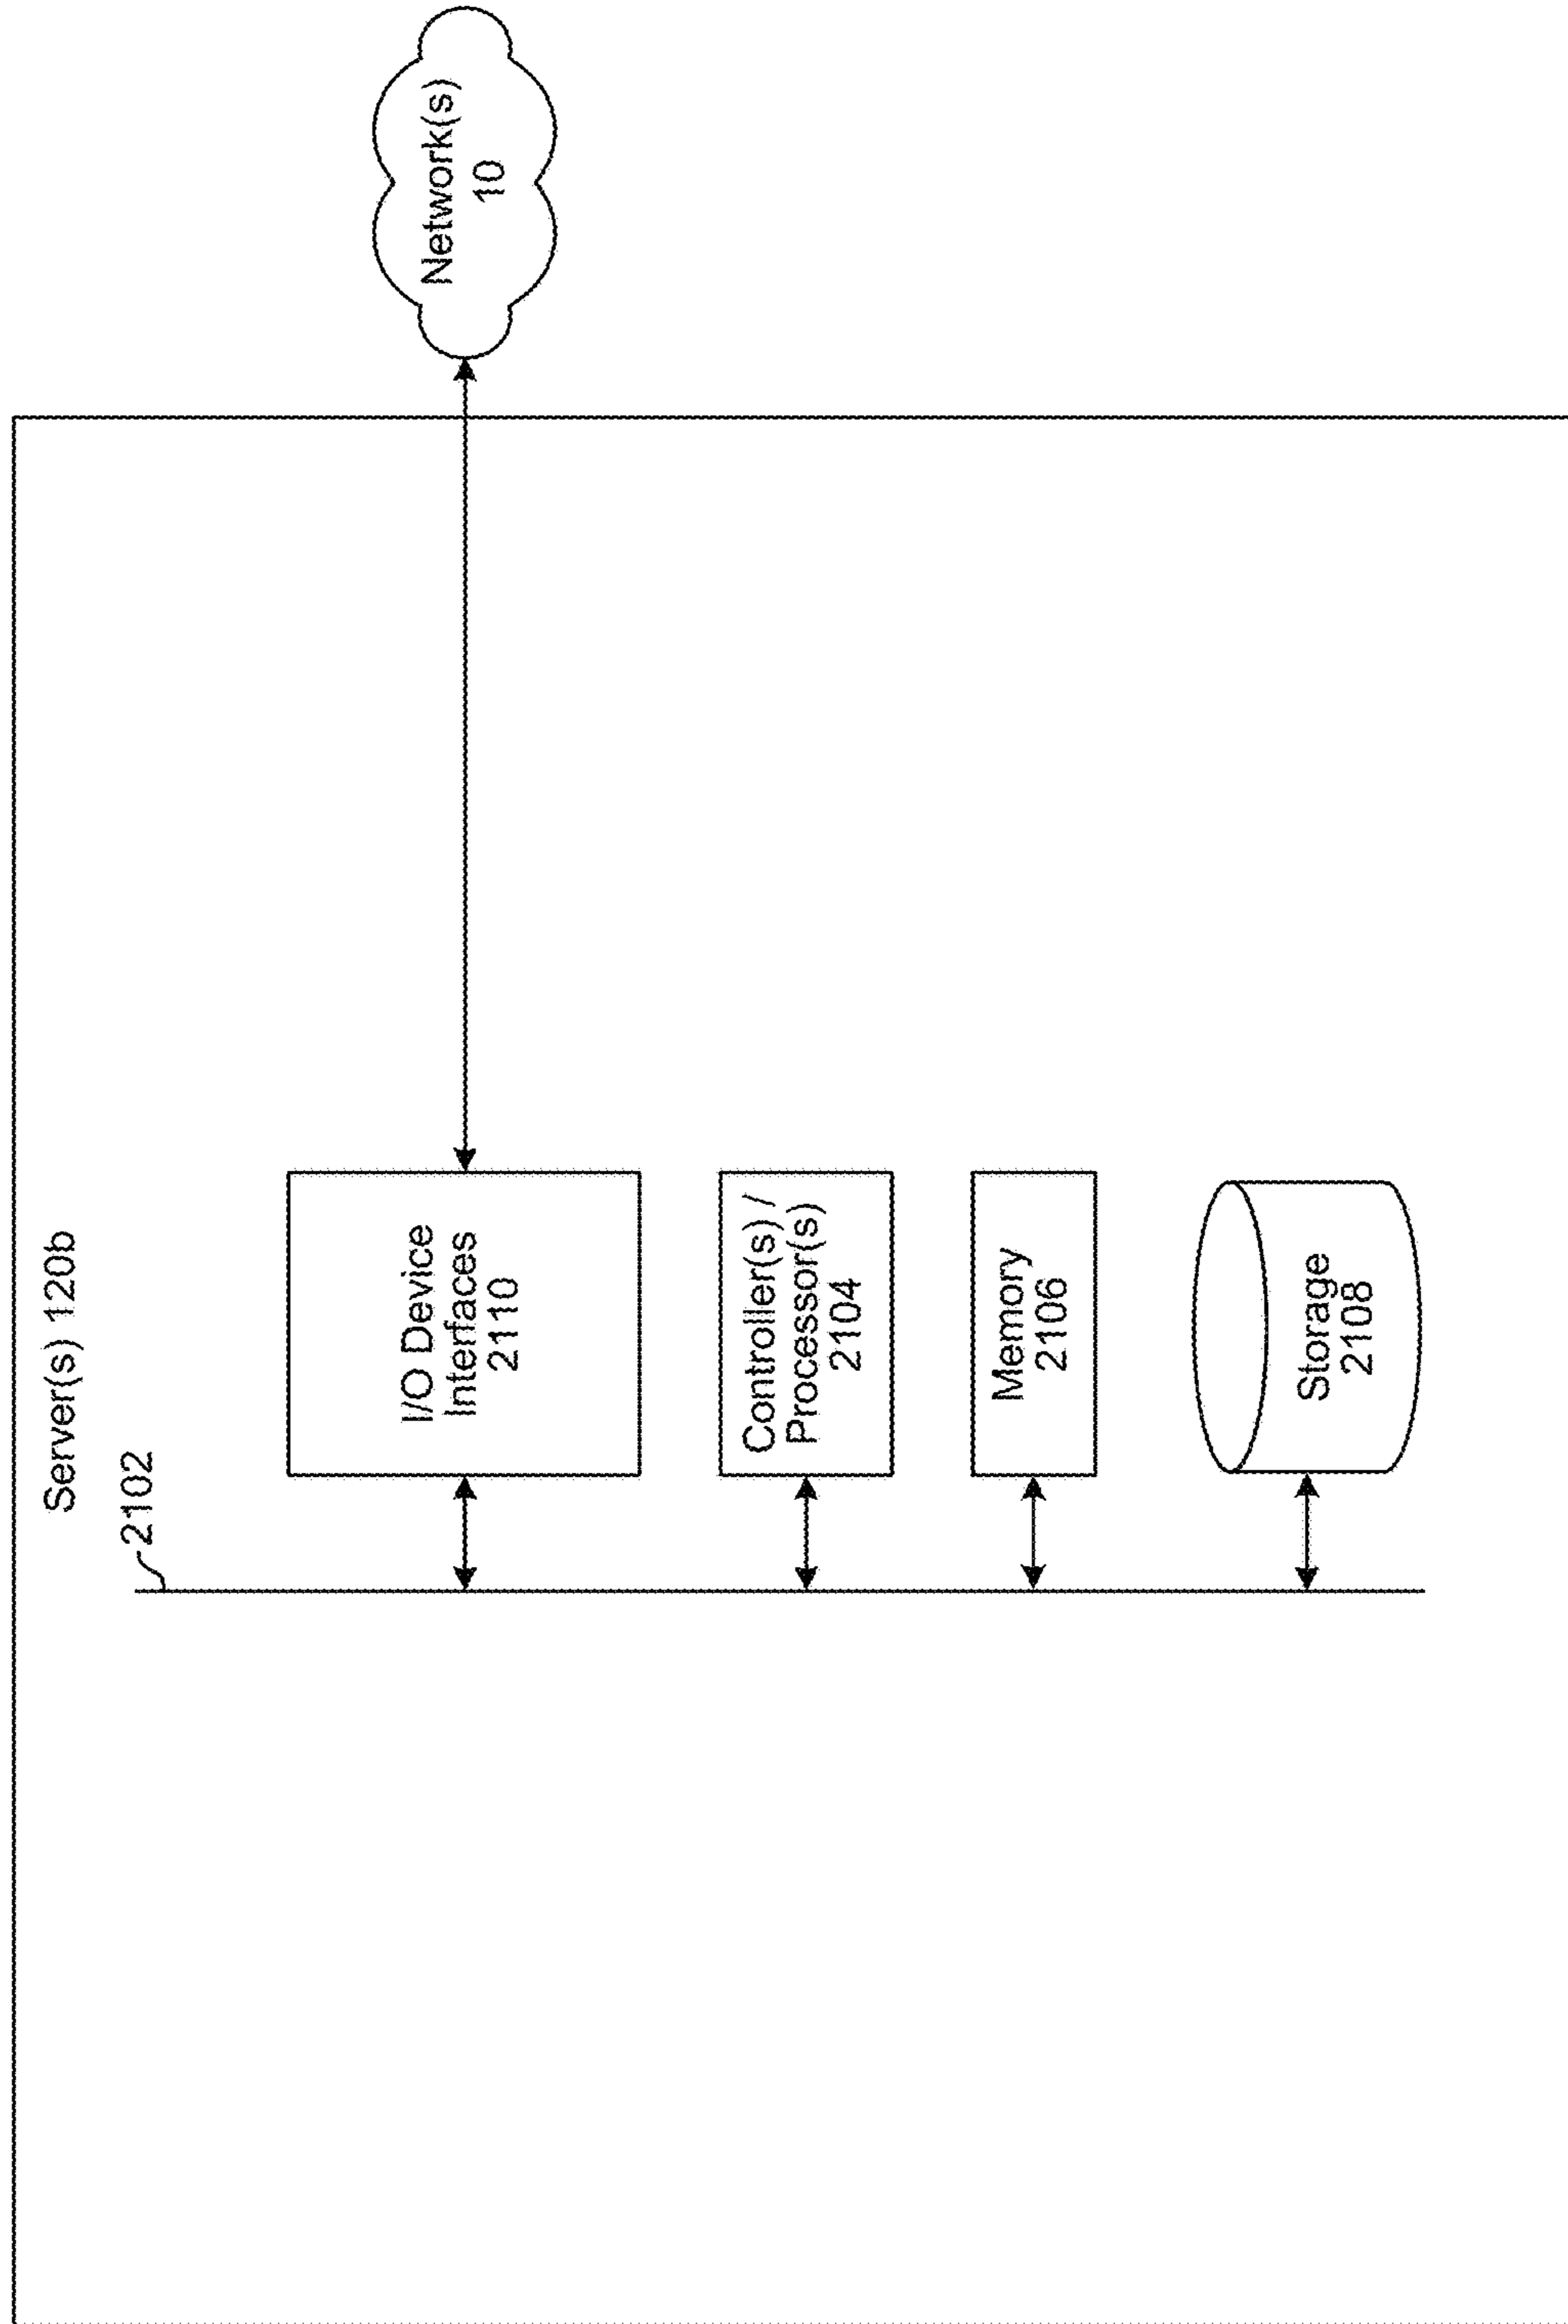 Server(s) 120b
2102
I/O Device
Interfaces
2110
Network(s)
10
Controller(s) /
Processor(s)
2104
Memory
2106
Storage
2108